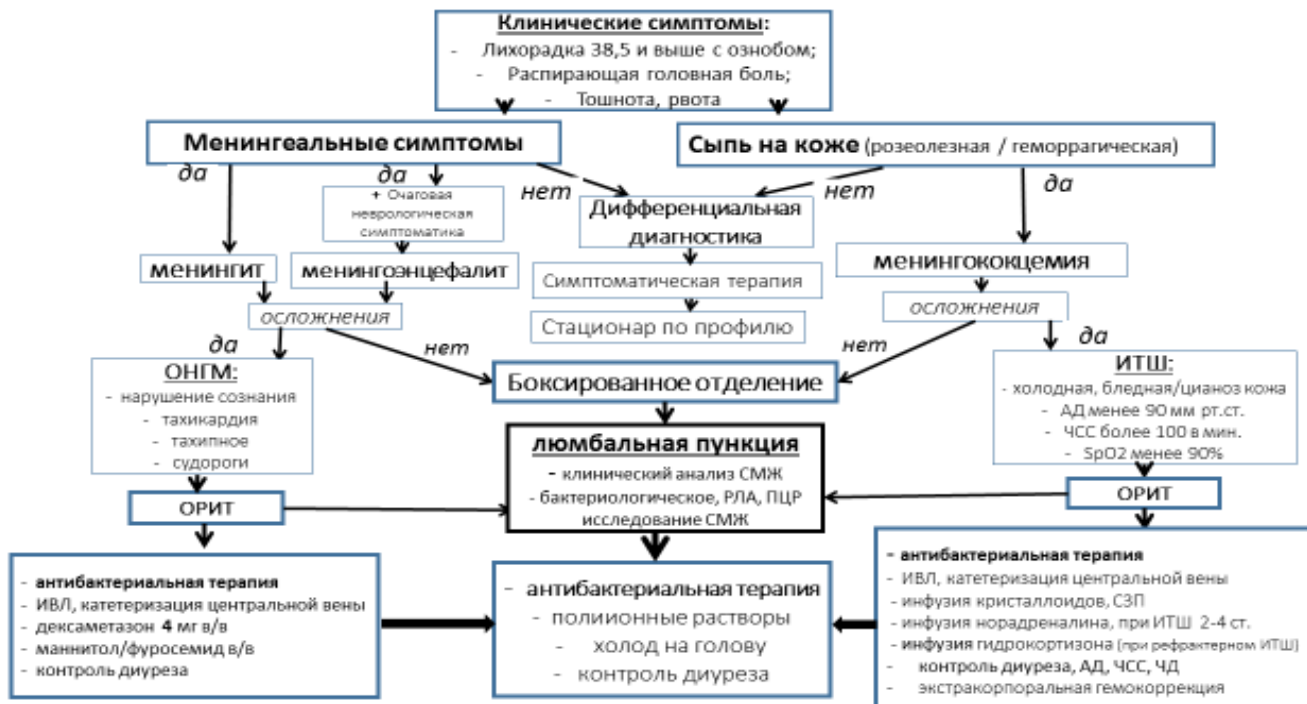 Клинические симптомы:
- Лихорадка 38,5 и выше с ознобом;
- Распирающая головная боль;
- Тошнота, рвота
Менингеальные симптомы
Сыпь на коже (розеолезная / геморрагическая)
да
да
нет
нет
да
+ Очаговая
неврологическая
симптоматика
Дифференциальная
диагностика
менингит
менингоэнцефалит
Симптоматическая терапия
менингококцемия
осложнения
Стационар по профилю
осложнения
да
нет
нет
да
ОНГМ:
- нарушение сознания
- тахикардия
- тахипное
- судороги
Боксированное отделение
ИТШ:
- холодная, бледная/цианоз кожа
- АД менее 90 мм рт.ст.
- ЧСС более 100 в мин.
- SpO2 менее 90%
люмбальная пункция
- клинический анализ СМЖ
- бактериологическое, РЛА, ПЦР
исследование СМЖ
ОРИТ
ОРИТ
- антибактериальная терапия
- ИВЛ, катетеризация центральной вены
- дексаметазон 4 мг в/в
- маннитол/фуросемид в/в
- контроль диуреза
- антибактериальная терапия
- полиионные растворы
- холод на голову
- контроль диуреза
- антибактериальная терапия
- ИВЛ, катетеризация центральной вены
- инфузия кристаллоидов, СЗП
- инфузия норадреналина, при ИТШ 2-4 ст.
- инфузия гидрокортизона (при рефрактерном ИТШ)
- контроль диуреза, АД, ЧСС, ЧД
- экстракорпоральная гемокоррекция